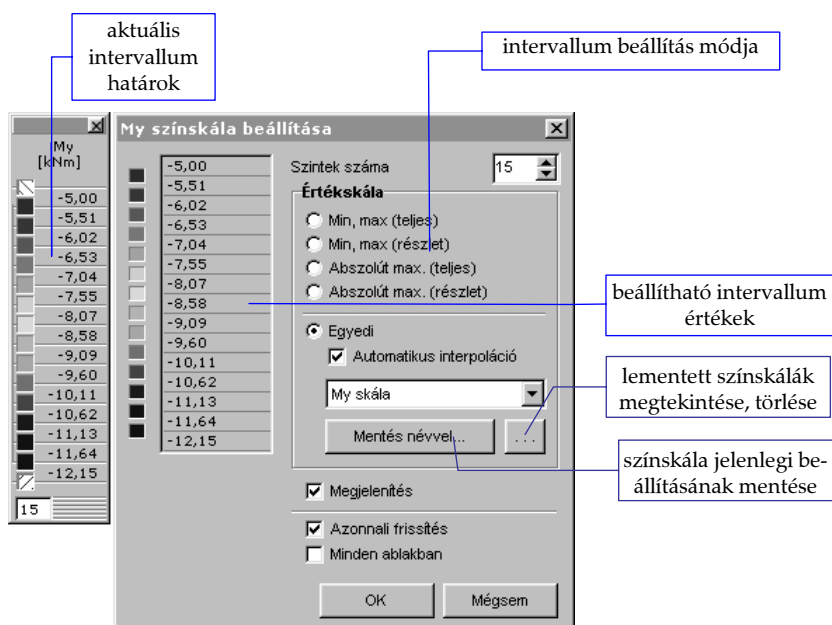 aktuális
intervallum
határok
intervallum beállítás módja
My
[kNm]
-5,00
-5,51
-6,02
-6,53
-7,04
-7,55
-8,07
-8,58
-9,09
-9,60
-10,11
-10,62
-11,13
-11,64
-12,15
15
My színskála beállítása
-5,00
-5,51
-6,02
-6,53
-7,04
-7,55
-8,07
-8,58
-9,09
-9,60
-10,11
-10,62
-11,13
-11,64
-12,15
Szintek száma 15
Értékskála
Min, max (teljes)
Min, max (részlet)
Abszolút max. (teljes)
Abszolút max. (részlet)
Egyedi
Automatikus interpoláció
My skála
Mentés névvel... ...
Megjelenítés
Azonnali frissítés
Minden ablakban
OK Mégsem
beállítható intervallum
értékek
lementett színskálák
megtekintése, törlése
színskála jelenlegi be-
állításának mentése